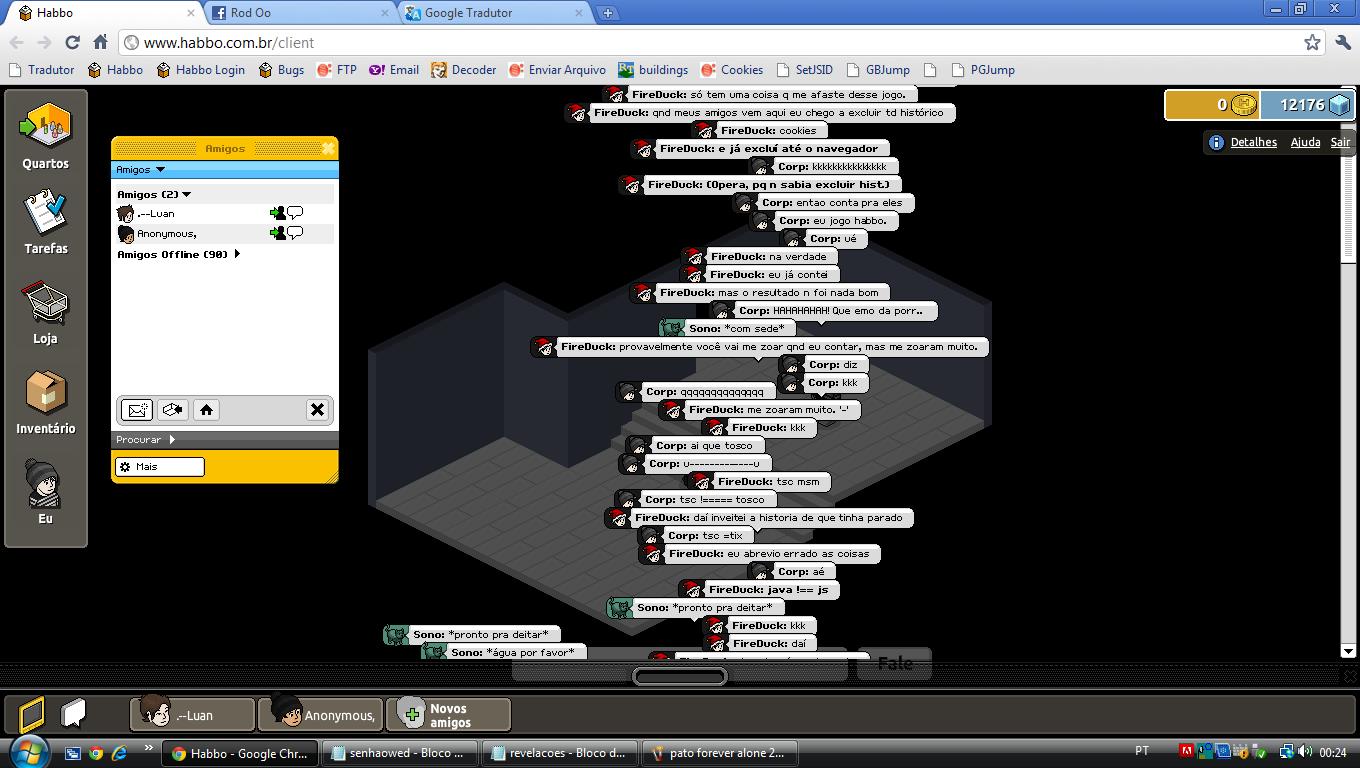 Habbo
Rod Oo
Google Tradutor
www.habbo.com.br/client
Tradutor
Habbo
Habbo Login
Bugs
FTP
Email
Decoder
Enviar Arquivo
buildings
Cookies
SetJSID
GBJump
PGJump
0
12176
Detalhes
Ajuda
Sair
Quartos
Tarefas
Loja
Inventário
Eu
Amigos
Amigos
Amigos (2)
.--Luan
Anonymous,
Amigos Offline (90)
Procurar
Mais
FireDuck: só tem uma coisa q me afaste desse jogo.
FireDuck: qnd meus amigos vem aqui eu chego a excluir td histórico
FireDuck: cookies
FireDuck: e já excluí até o navegador
Corp: kkkkkkkkkkkkkkk
FireDuck: (Opera, pq n sabia excluir hist.)
Corp: entao conta pra eles
Corp: eu jogo habbo.
Corp: ué
FireDuck: na verdade
FireDuck: eu já contei
FireDuck: mas o resultado n foi nada bom
Corp: HAHAHAHAH! Que emo da porr..
Sono: *com sede*
FireDuck: provavelmente você vai me zoar qnd eu contar, mas me zoaram muito.
Corp: diz
Corp: kkk
Corp: qqqqqqqqqqqqqq
FireDuck: me zoaram muito. '-'
FireDuck: kkk
Corp: ai que tosco
Corp: u-------------u
FireDuck: tsc msm
Corp: tsc !===== tosco
FireDuck: daí inveitei a historia de que tinha parado
Corp: tsc =tix
FireDuck: eu abrevio errado as coisas
Corp: aé
FireDuck: java !== js
Sono: *pronto pra deitar*
FireDuck: kkk
Sono: *pronto pra deitar*
FireDuck: daí
Sono: *água por favor*
Fale
.--Luan
Anonymous,
Novos
amigos
Habbo - Google Chr...
senhaowed - Bloco ...
revelacoes - Bloco d...
pato forever alone 2...
PT
00:24